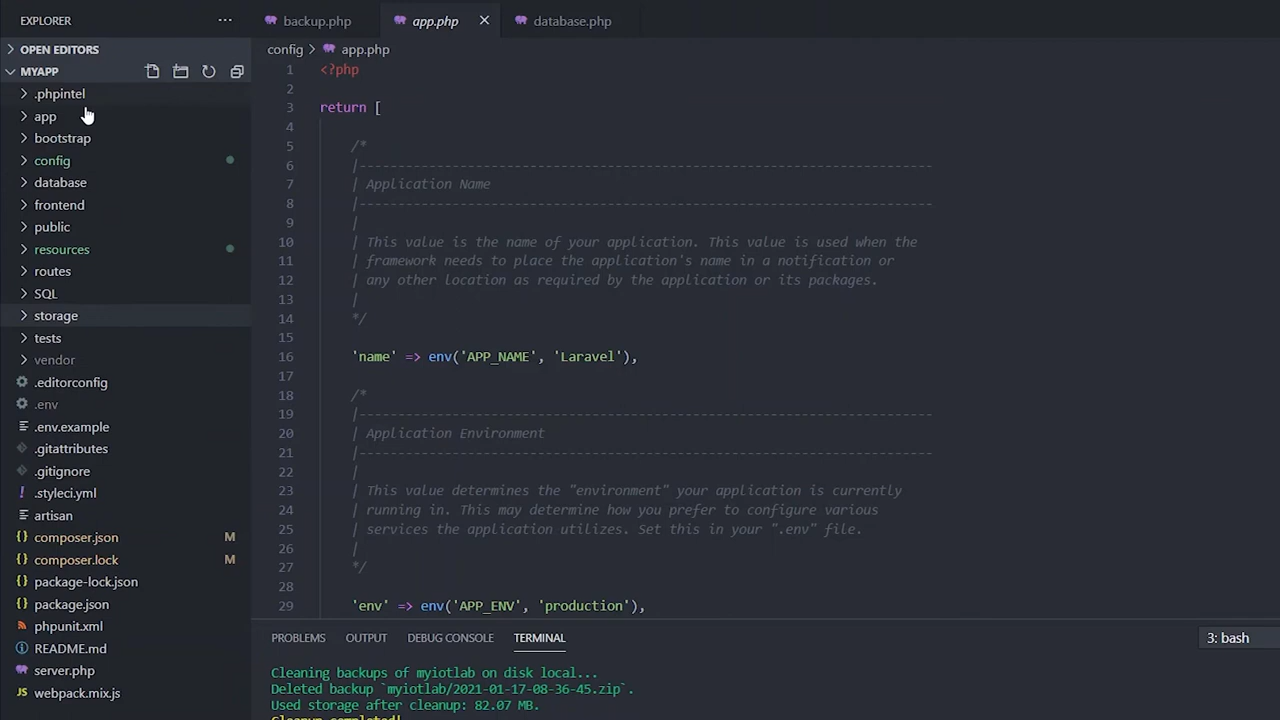 EXPLORER
OPEN EDITORS
MYAPP
.phpintel
app
bootstrap
config
database
frontend
public
resources
routes
SQL
storage
tests
vendor
.editorconfig
.env
.env.example
.gitattributes
.gitignore
.styleci.yml
artisan
composer.json M
composer.lock M
package-lock.json
package.json
phpunit.xml
README.md
server.php
webpack.mix.js
backup.php app.php database.php
config > app.php
1 <?php
2
3 return [
4
5 /*
6 |--------------------------------------------------------------------------
7 | Application Name
8 |--------------------------------------------------------------------------
9 |
10 | This value is the name of your application. This value is used when the
11 | framework needs to place the application's name in a notification or
12 | any other location as required by the application or its packages.
13 |
14 */
15
16 'name' => env('APP_NAME', 'Laravel'),
17
18 /*
19 |--------------------------------------------------------------------------
20 | Application Environment
21 |--------------------------------------------------------------------------
22 |
23 | This value determines the "environment" your application is currently
24 | running in. This may determine how you prefer to configure various
25 | services the application utilizes. Set this in your ".env" file.
26 |
27 */
28
29 'env' => env('APP_ENV', 'production'),
PROBLEMS OUTPUT DEBUG CONSOLE TERMINAL 3: bash
Cleaning backups of myiotlab on disk local...
Deleted backup `myiotlab/2021-01-17-08-36-45.zip`.
Used storage after cleanup: 82.07 MB.
Cleanup completed!